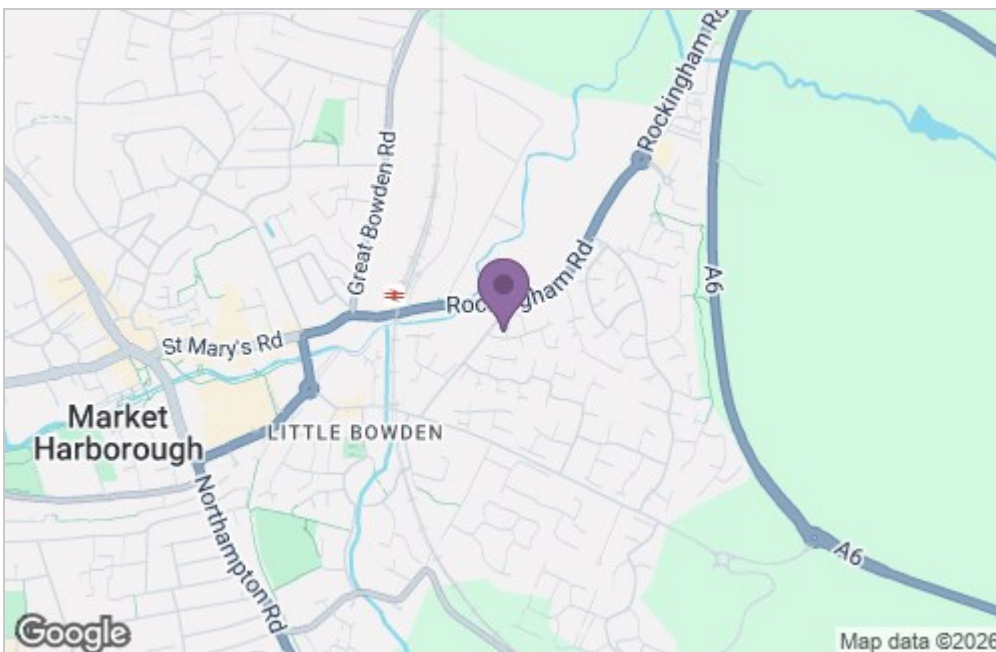 Rockingham Rd
Great Bowden Rd
A6
Rockingham Rd
St Mary's Rd
Market
Harborough
LITTLE BOWDEN
Northampton Rd
A6
Google
Map data ©2026